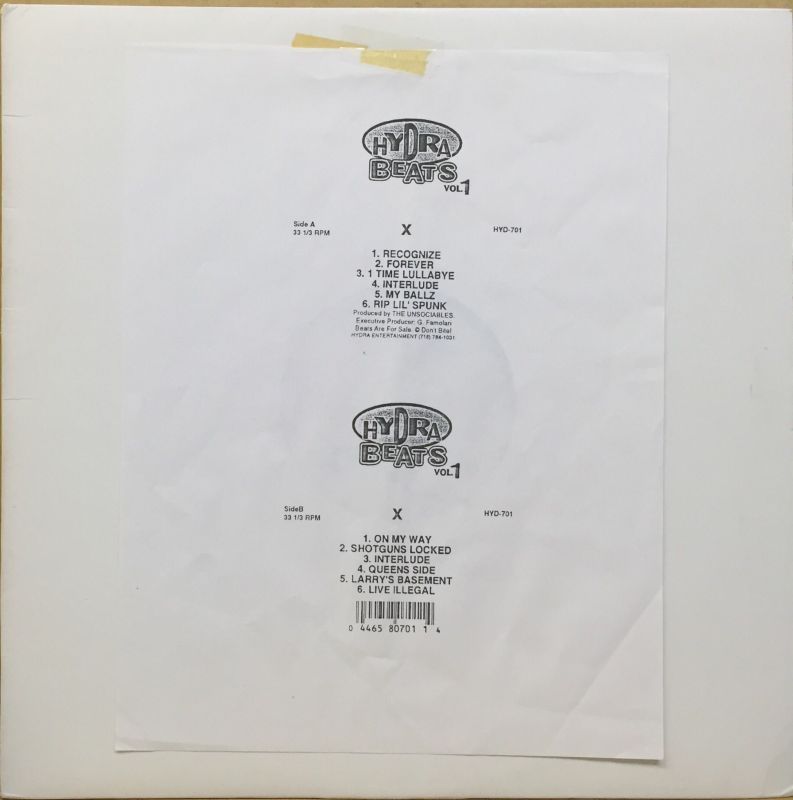 HYDRA
BEATS
VOL.1
Side A
33 1/3 RPM
X
HYD-701
1. RECOGNIZE
2. FOREVER
3. 1 TIME LULLABYE
4. INTERLUDE
5. MY BALLZ
6. RIP LIL' SPUNK
Produced by THE UNSOCIABLES.
Executive Producer: G. Famolari
Beats Are For Sale. © Don't Bite!
HYDRA ENTERTAINMENT (718) 784-1031
HYDRA
BEATS
VOL.1
SideB
33 1/3 RPM
X
HYD-701
1. ON MY WAY
2. SHOTGUNS LOCKED
3. INTERLUDE
4. QUEENS SIDE
5. LARRY'S BASEMENT
6. LIVE ILLEGAL
0 4465 80701 1 4